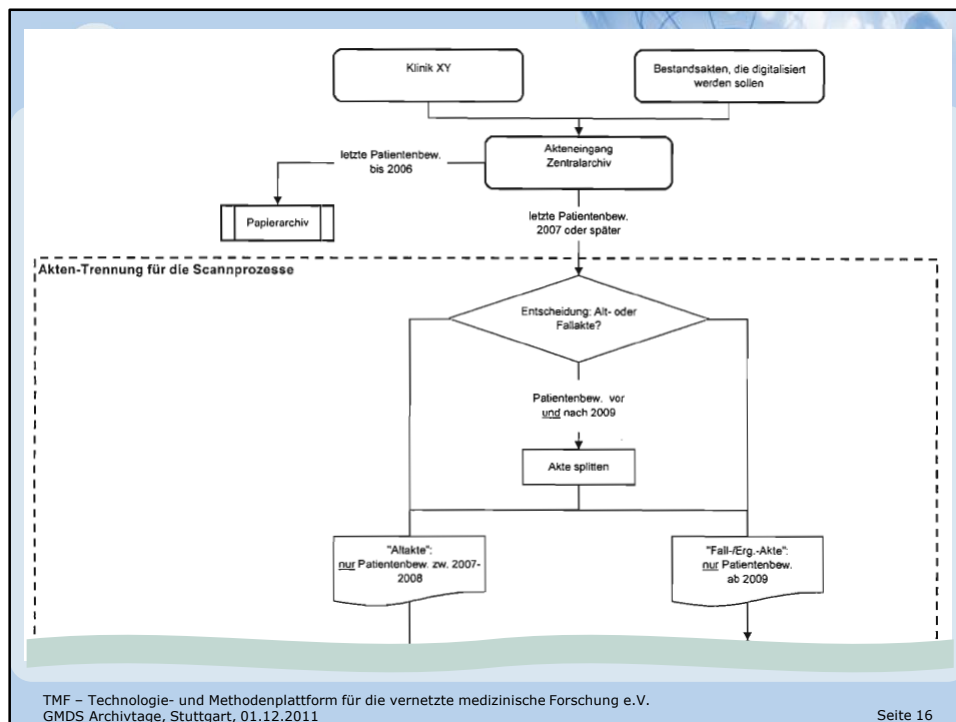 Klinik XY
Bestandsakten, die digitalisiert
werden sollen
Akteneingang
Zentralarchiv
letzte Patientenbew.
bis 2006
Papierarchiv
letzte Patientenbew.
2007 oder später
Akten-Trennung für die Scannprozesse
Entscheidung: Alt- oder
Fallakte?
Patientenbew. vor
und nach 2009
Akte splitten
"Altakte":
nur Patientenbew. zw. 2007-
2008
"Fall-/Erg.-Akte":
nur Patientenbew.
ab 2009
TMF – Technologie- und Methodenplattform für die vernetzte medizinische Forschung e.V.
GMDS Archivtage, Stuttgart, 01.12.2011
Seite 16